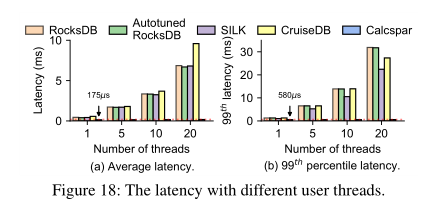 RocksDB Autotuned RocksDB SILK CruiseDB Calcspar
Latency (ms)
10
5
0
175μs
1 5 10 20
Number of threads
(a) Average latency.
99th latency (ms)
30
20
10
0
580μs
1 5 10 20
Number of threads
(b) 99th percentile latency.
Figure 18: The latency with different user threads.